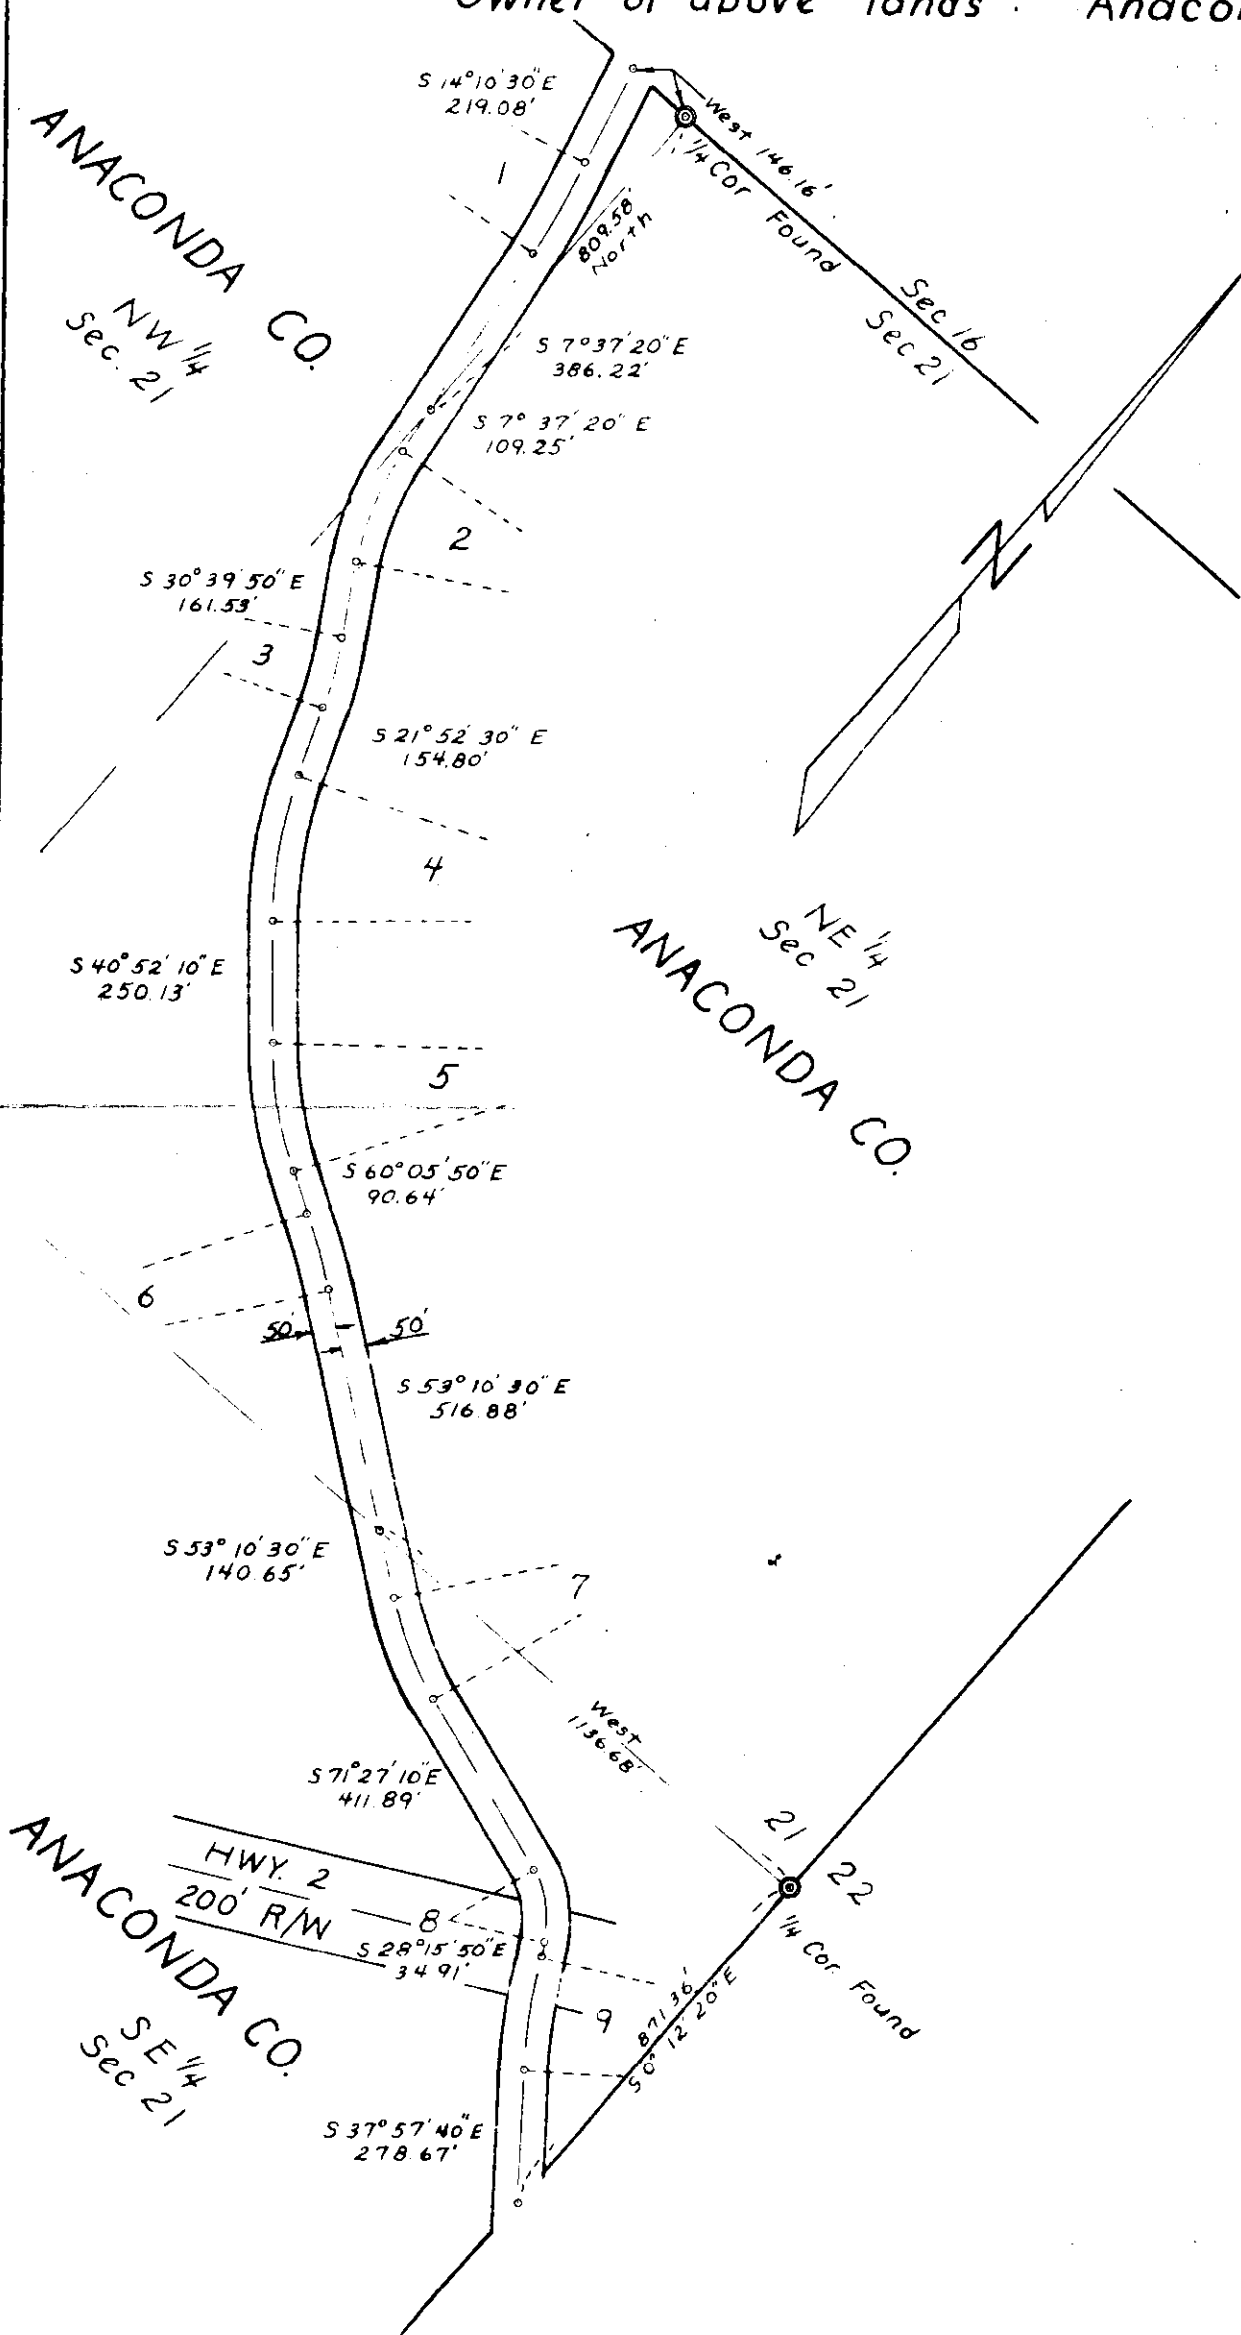 Owner of above lands : Anacon
S 14° 10' 30" E
219.08'
West 146.16'
1/4 Cor Found
ANACONDA CO.
1
809.58
North
Sec 16
Sec 21
NW 1/4
Sec. 21
S 7° 37' 20" E
386.22'
S 7° 37' 20" E
109.25'
2
N
S 30° 39' 50" E
161.53'
3
S 21° 52' 30" E
154.80'
4
NE 1/4
Sec 21
ANACONDA CO.
S 40° 52' 10" E
250.13'
5
S 60° 05' 50" E
90.64'
6
50'
50'
S 53° 10' 30" E
516.88'
S 53° 10' 30" E
140.65'
7
West
1136.68'
S 71° 27' 10" E
411.89'
21
22
1/4 Cor. Found
HWY. 2
200' R/W
8
S 28° 15' 50" E
34.91'
ANACONDA CO.
SE 1/4
Sec 21
9
871.36'
S 0° 12' 20" E
S 37° 57' 40" E
278.67'